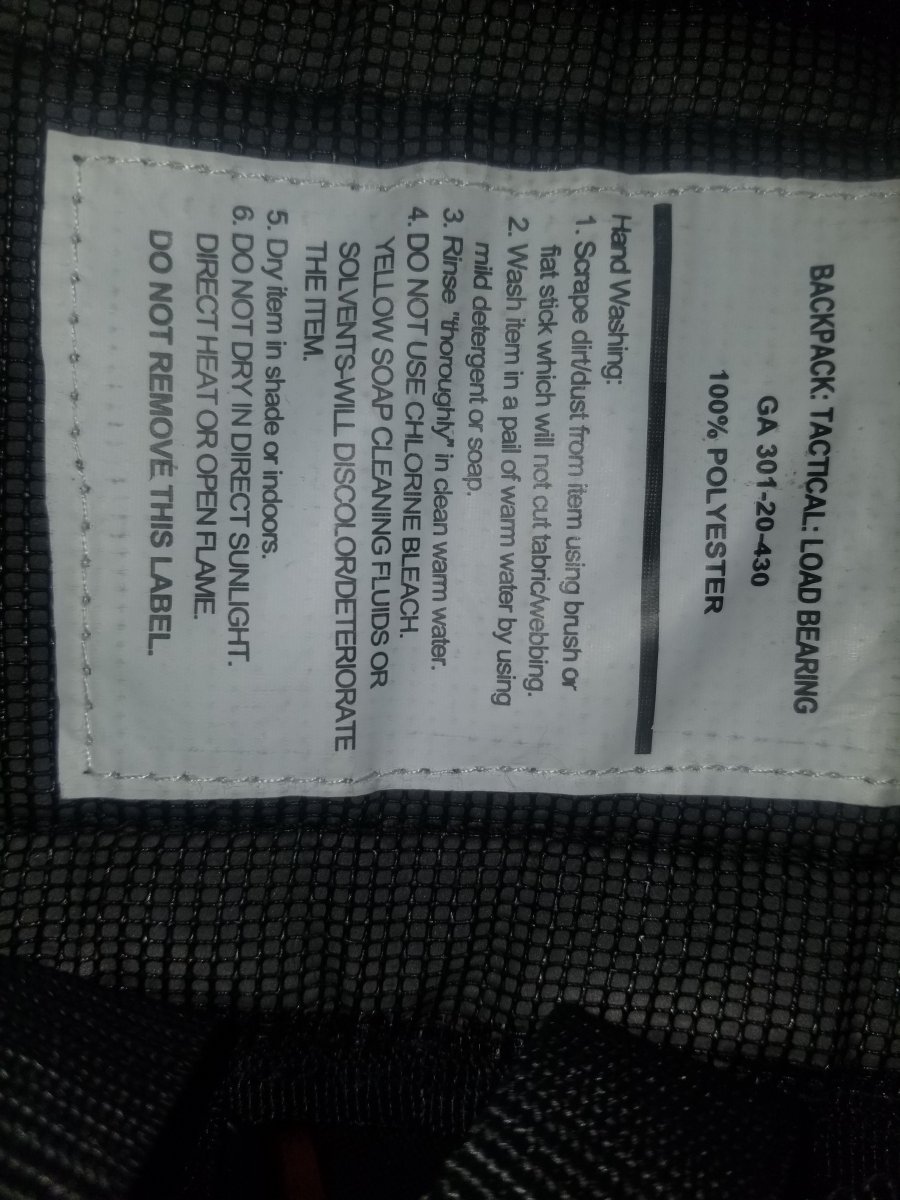 BACKPACK: TACTICAL: LOAD BEARING
GA 301-20-430
100% POLYESTER
Hand Washing:
1. Scrape dirt/dust from item using brush or
flat stick which will not cut tabric/webbing.
2. Wash item in a pail of warm water by using
mild detergent or soap.
3. Rinse "thoroughly" in clean warm water.
4. DO NOT USE CHLORINE BLEACH.
YELLOW SOAP CLEANING FLUIDS OR
SOLVENTS-WILL DISCOLOR/DETERIORATE
THE ITEM.
5. Dry item in shade or indoors.
6. DO NOT DRY IN DIRECT SUNLIGHT.
DIRECT HEAT OR OPEN FLAME.
DO NOT REMOVE THIS LABEL.